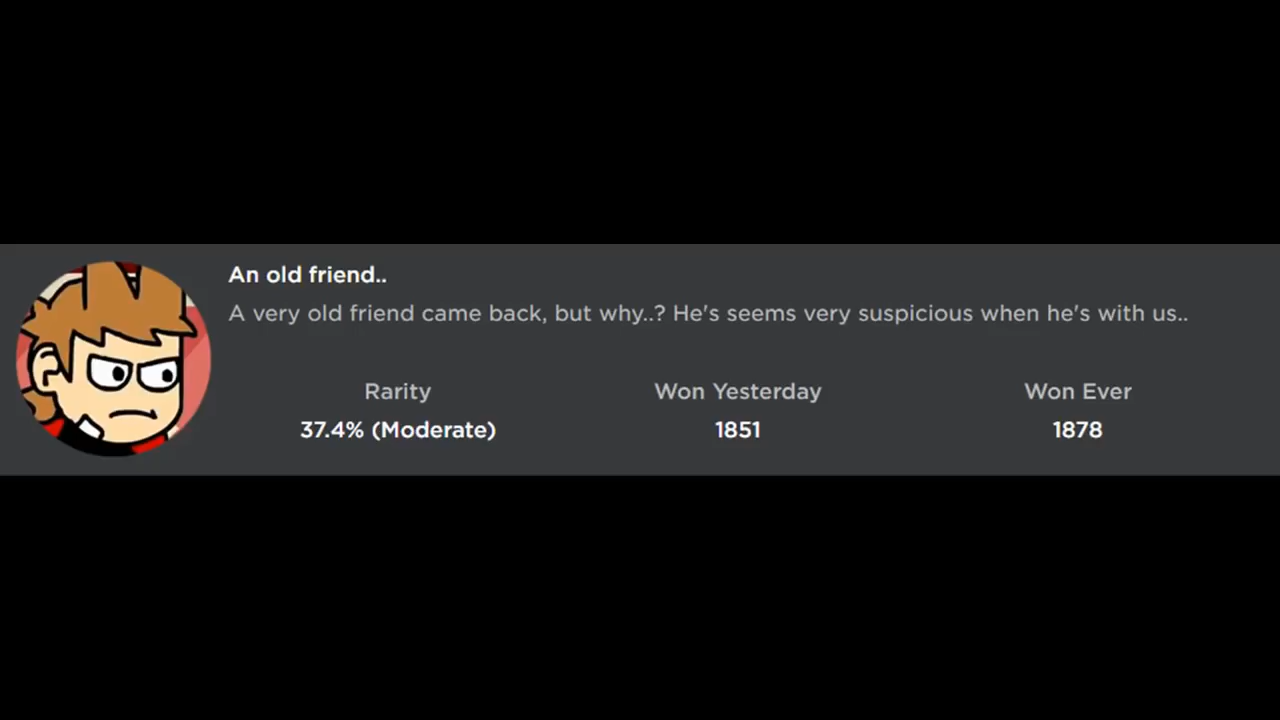 An old friend..
A very old friend came back, but why..? He's seems very suspicious when he's with us..
Rarity Won Yesterday Won Ever
37.4% (Moderate) 1851 1878